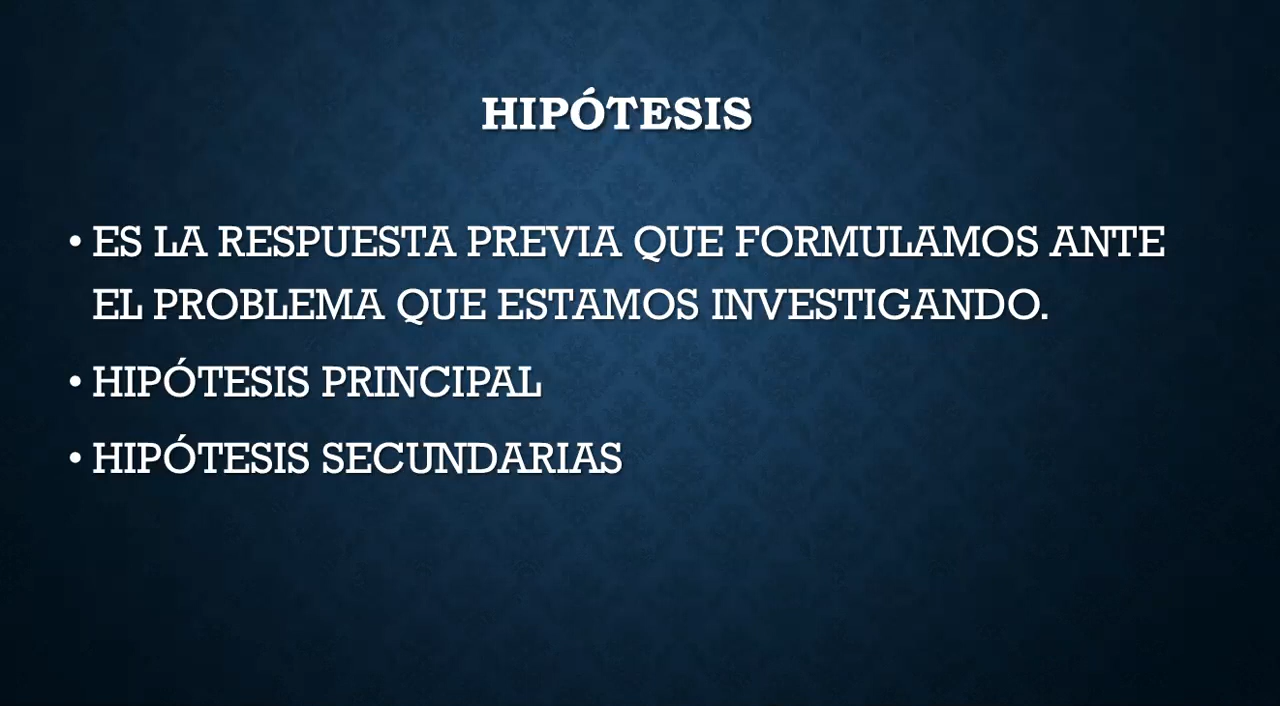 HIPÓTESIS
• ES LA RESPUESTA PREVIA QUE FORMULAMOS ANTE
EL PROBLEMA QUE ESTAMOS INVESTIGANDO.
• HIPÓTESIS PRINCIPAL
• HIPÓTESIS SECUNDARIAS